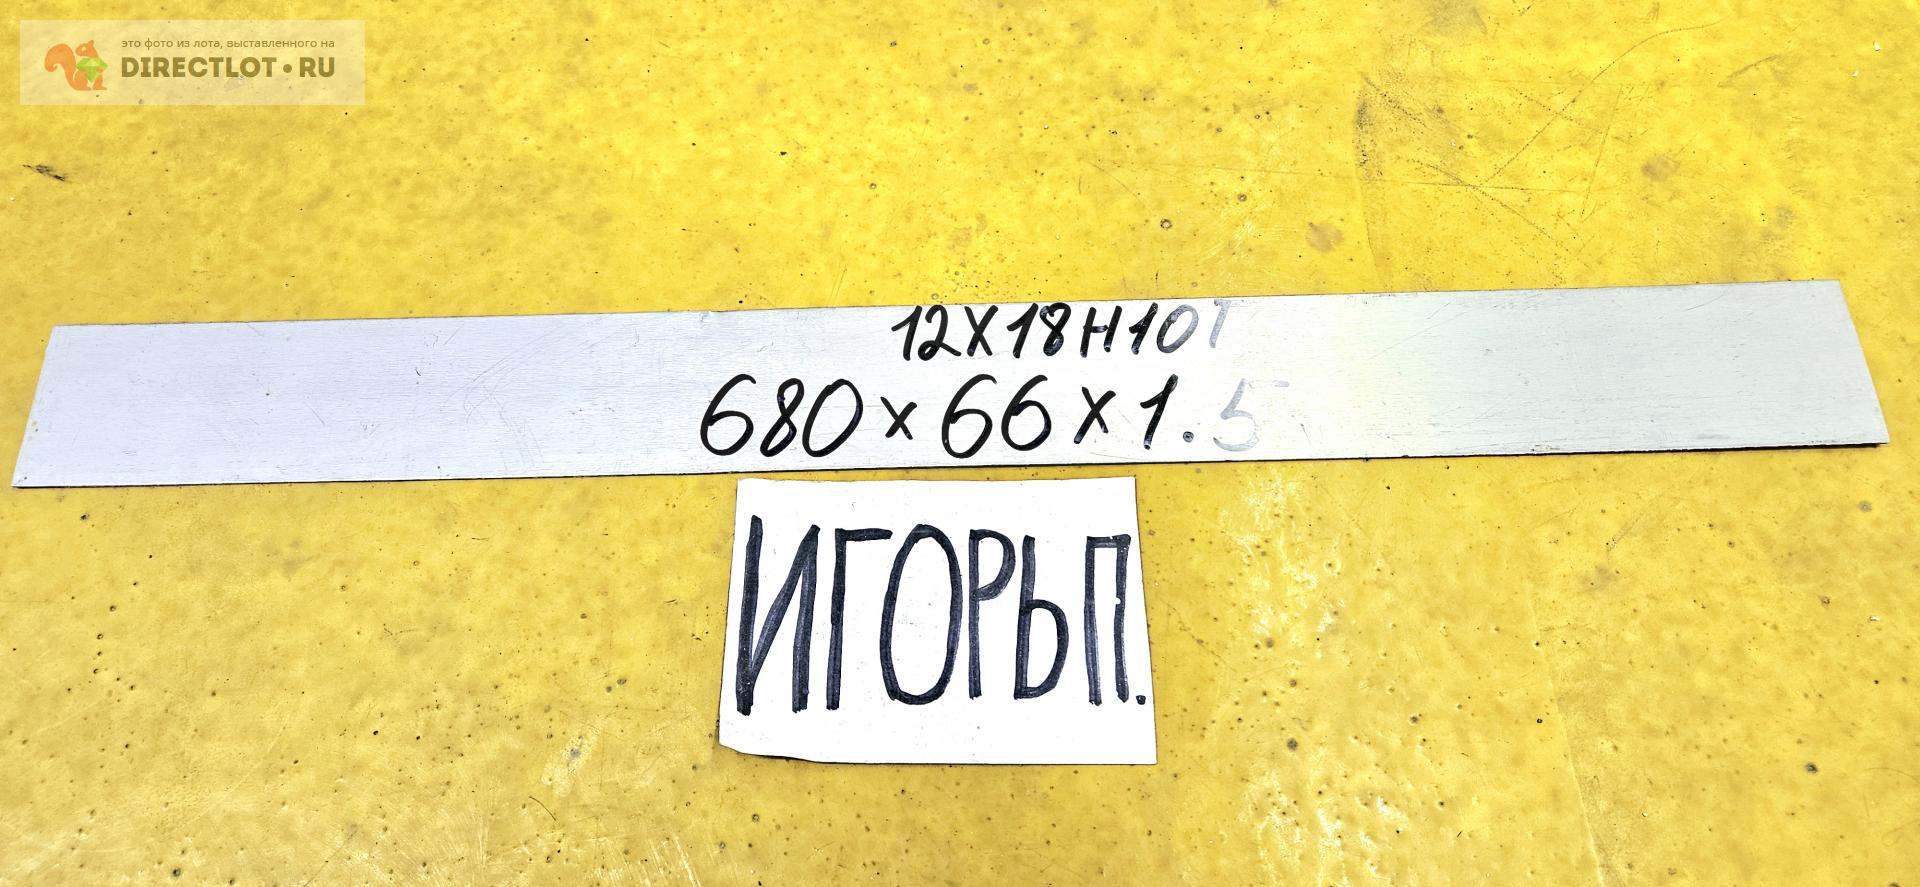 это фото из лота, выставленного на
DIRECTLOT•RU
12Х18Н10Т
680×66×1.5
ИГОРЬП.